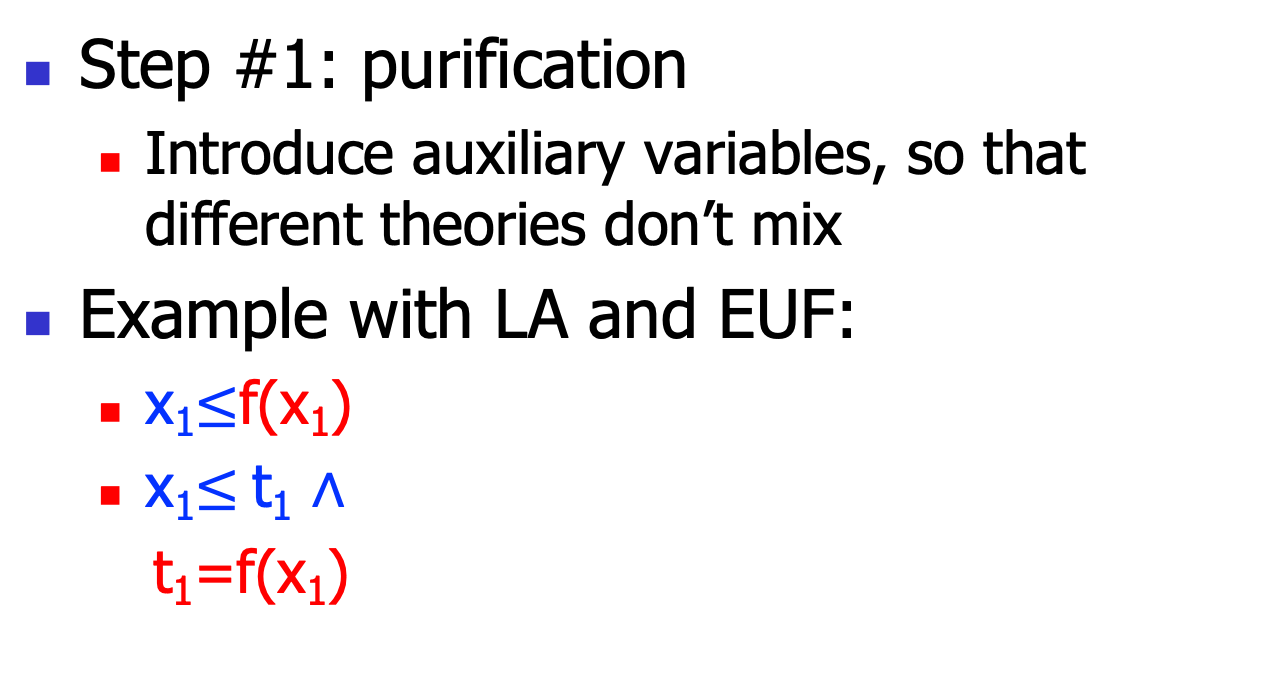 Step #1: purification
Introduce auxiliary variables, so that
different theories don’t mix
Example with LA and EUF:
x₁≤f(x₁)
x₁≤ t₁ ∧
t₁=f(x₁)